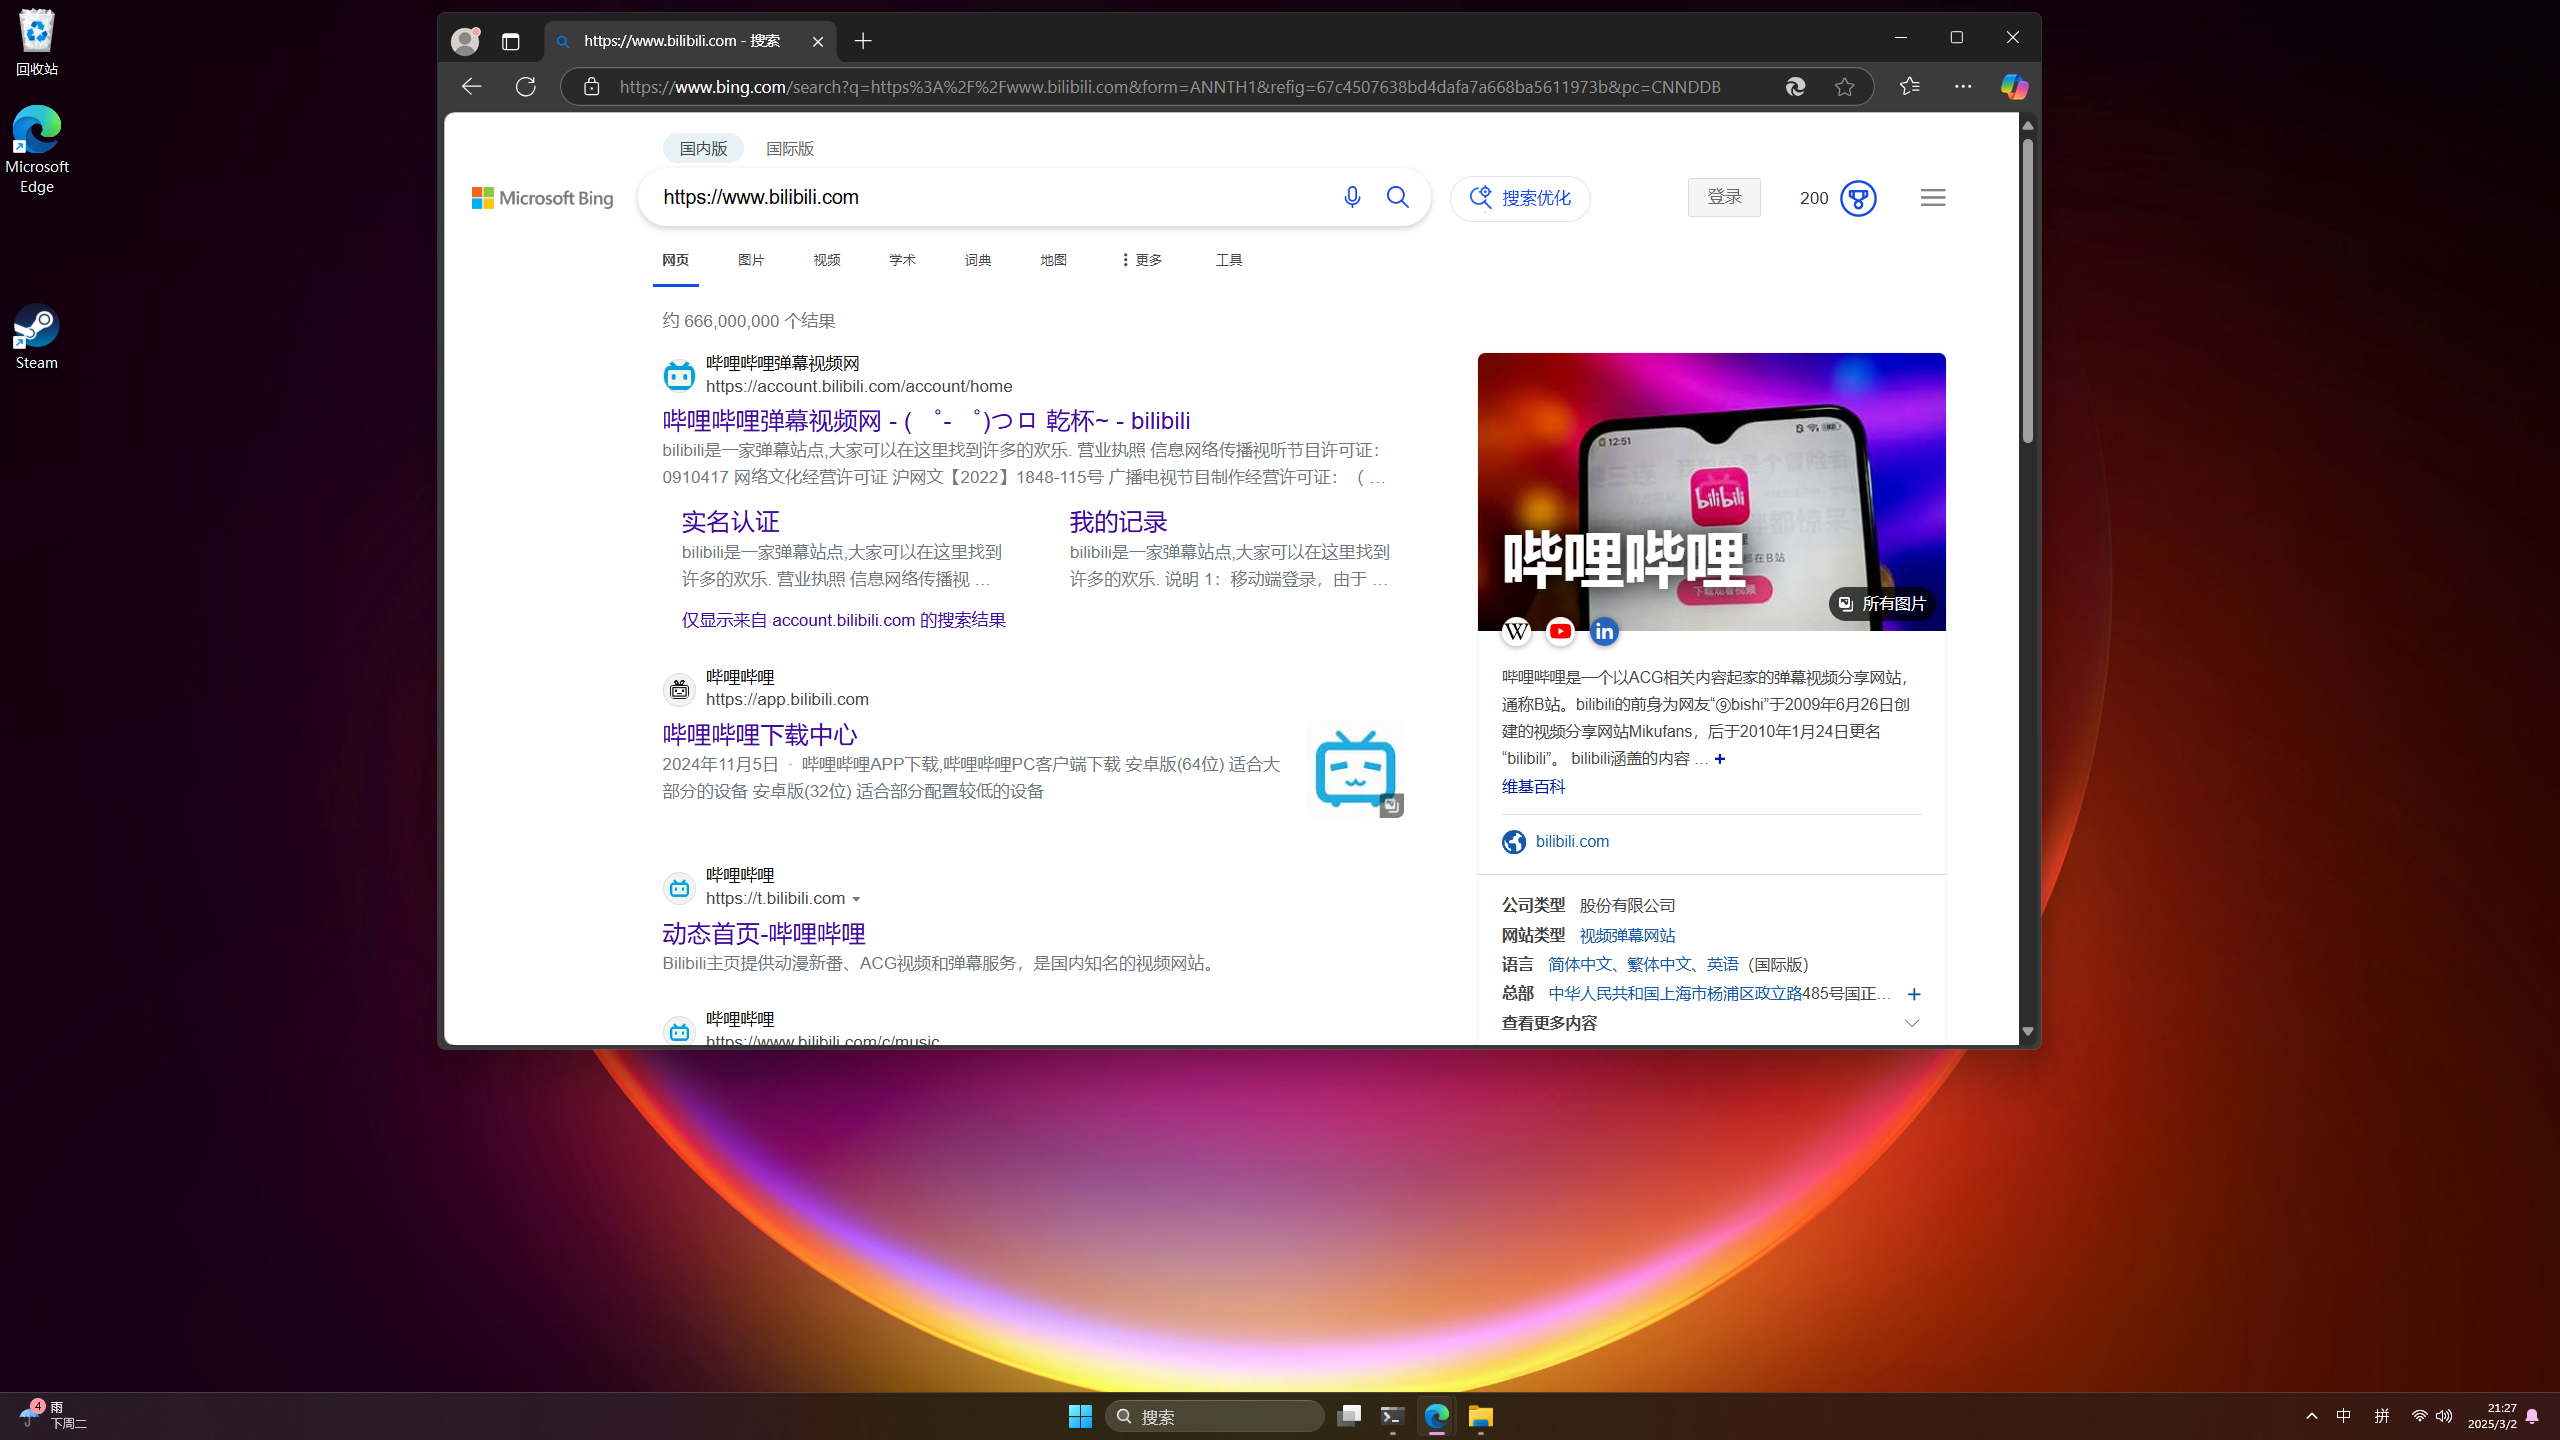 回收站
Microsoft
Edge
Steam
https://www.bilibili.com - 搜索
https://www.bing.com/search?q=https%3A%2F%2Fwww.bilibili.com&form=ANNTH1&refig=67c4507638bd4dafa7a668ba5611973b&pc=CNNDDB
国内版 国际版
Microsoft Bing
https://www.bilibili.com
搜索优化
登录
200
网页 图片 视频 学术 词典 地图 更多 工具
约 666,000,000 个结果
哔哩哔哩弹幕视频网
https://account.bilibili.com/account/home
哔哩哔哩弹幕视频网 - ( ゜- ゜)つロ 乾杯~ - bilibili
bilibili是一家弹幕站点,大家可以在这里找到许多的欢乐. 营业执照 信息网络传播视听节目许可证：
0910417 网络文化经营许可证 沪网文【2022】1848-115号 广播电视节目制作经营许可证：（ …
实名认证
bilibili是一家弹幕站点,大家可以在这里找到
许多的欢乐. 营业执照 信息网络传播视 …
我的记录
bilibili是一家弹幕站点,大家可以在这里找到
许多的欢乐. 说明 1：移动端登录，由于 …
仅显示来自 account.bilibili.com 的搜索结果
哔哩哔哩
https://app.bilibili.com
哔哩哔哩下载中心
2024年11月5日 · 哔哩哔哩APP下载,哔哩哔哩PC客户端下载 安卓版(64位) 适合大
部分的设备 安卓版(32位) 适合部分配置较低的设备
哔哩哔哩
https://t.bilibili.com
动态首页-哔哩哔哩
Bilibili主页提供动漫新番、ACG视频和弹幕服务，是国内知名的视频网站。
哔哩哔哩
https://www.bilibili.com/c/music
12:51
bilibili
都在B站
下载观看视频
哔哩哔哩
所有图片
W
in
哔哩哔哩是一个以ACG相关内容起家的弹幕视频分享网站，
通称B站。bilibili的前身为网友“⑨bishi”于2009年6月26日创
建的视频分享网站Mikufans，后于2010年1月24日更名
“bilibili”。 bilibili涵盖的内容 … +
维基百科
bilibili.com
公司类型 股份有限公司
网站类型 视频弹幕网站
语言 简体中文、繁体中文、英语（国际版）
总部 中华人民共和国上海市杨浦区政立路485号国正… +
查看更多内容
4
雨
下周二
搜索
中
拼
21:27
2025/3/2